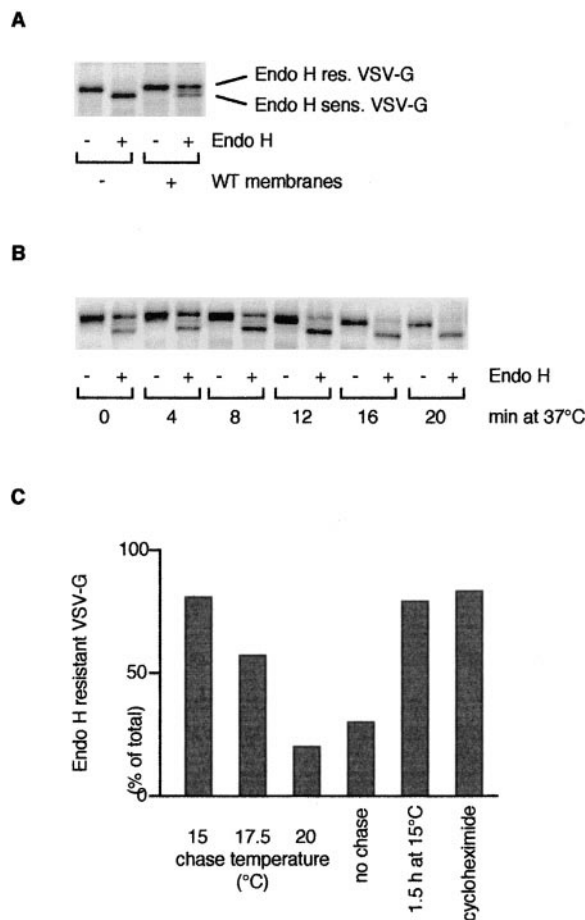 A
Endo H res. VSV-G
Endo H sens. VSV-G
- + - + Endo H
- + WT membranes
B
- + - + - + - + - + - + Endo H
0 4 8 12 16 20 min at 37°C
C
Endo H resistant VSV-G
(% of total)
100
50
0
15 17.5 20
chase temperature
(°C)
no chase
1.5 h at 15°C
cycloheximide